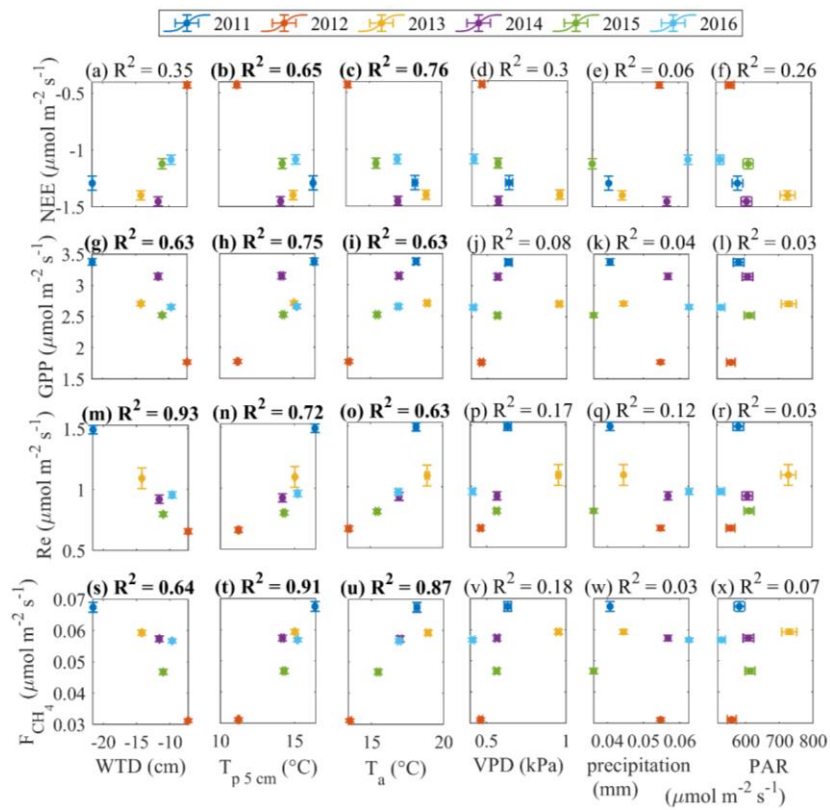 2011 2012 2013 2014 2015 2016
(a) R² = 0.35 (b) R² = 0.65 (c) R² = 0.76 (d) R² = 0.3 (e) R² = 0.06 (f) R² = 0.26
NEE (μmol m⁻² s⁻¹)
-0.5
-1
-1.5
(g) R² = 0.63 (h) R² = 0.75 (i) R² = 0.63 (j) R² = 0.08 (k) R² = 0.04 (l) R² = 0.03
GPP (μmol m⁻² s⁻¹)
3.5
3
2.5
2
1.5
(m) R² = 0.93 (n) R² = 0.72 (o) R² = 0.63 (p) R² = 0.17 (q) R² = 0.12 (r) R² = 0.03
Re (μmol m⁻² s⁻¹)
1.5
1
0.5
(s) R² = 0.64 (t) R² = 0.91 (u) R² = 0.87 (v) R² = 0.18 (w) R² = 0.03 (x) R² = 0.07
F_CH₄ (μmol m⁻² s⁻¹)
0.07
0.06
0.05
0.04
0.03
-20 -15 -10 10 15 15 20 0.5 1 0.04 0.05 0.06 600 700 800
WTD (cm) T_p 5 cm (°C) T_a (°C) VPD (kPa) precipitation PAR
(mm) (μmol m⁻² s⁻¹)